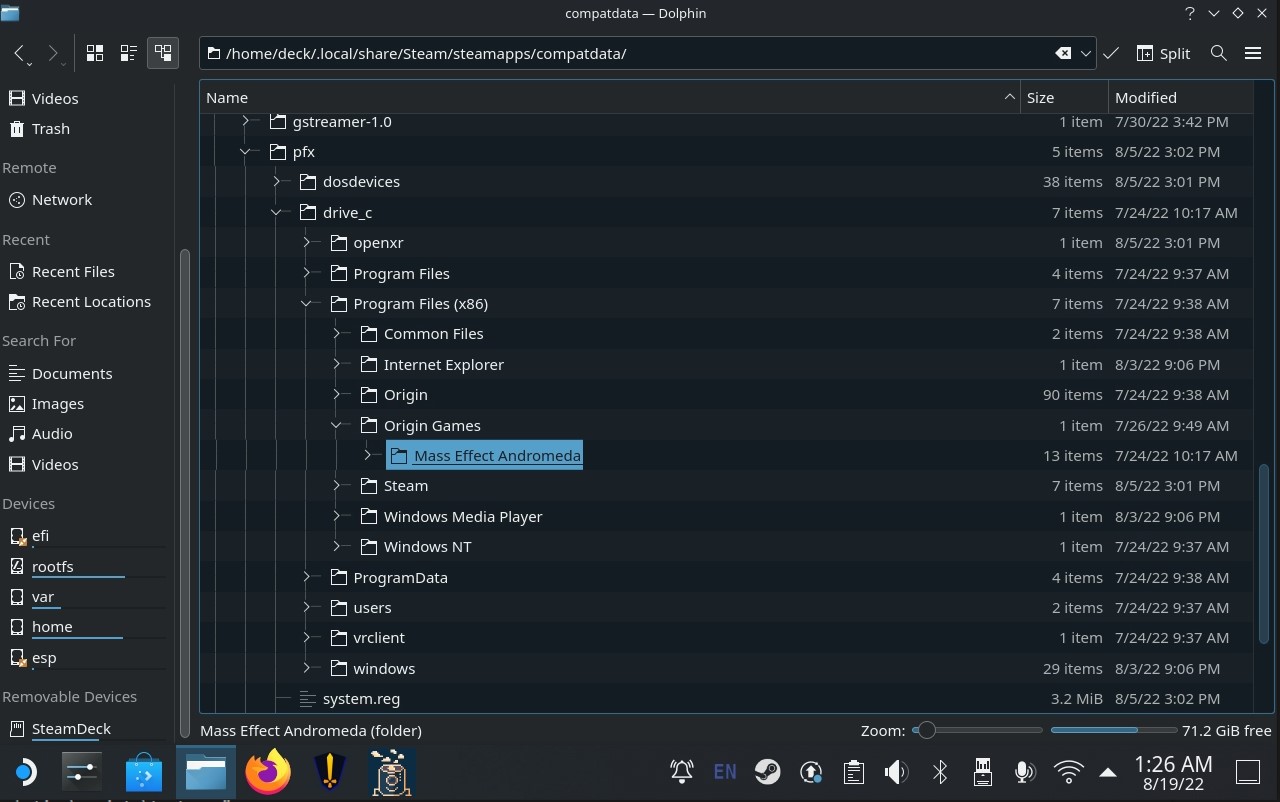 compatdata — Dolphin
?
/home/deck/.local/share/Steam/steamapps/compatdata/
Split
Name Size Modified
gstreamer-1.0 1 item 7/30/22 3:42 PM
pfx 5 items 8/5/22 3:02 PM
dosdevices 38 items 8/5/22 3:01 PM
drive_c 7 items 7/24/22 10:17 AM
openxr 1 item 8/5/22 3:01 PM
Program Files 4 items 7/24/22 9:37 AM
Program Files (x86) 7 items 7/24/22 9:38 AM
Common Files 2 items 7/24/22 9:38 AM
Internet Explorer 1 item 8/3/22 9:06 PM
Origin 90 items 7/24/22 9:38 AM
Origin Games 1 item 7/26/22 9:49 AM
Mass Effect Andromeda 13 items 7/24/22 10:17 AM
Steam 7 items 8/5/22 3:01 PM
Windows Media Player 1 item 8/3/22 9:06 PM
Windows NT 1 item 7/24/22 9:37 AM
ProgramData 4 items 7/24/22 9:38 AM
users 2 items 7/24/22 9:37 AM
vrclient 1 item 7/24/22 9:37 AM
windows 29 items 8/3/22 9:06 PM
system.reg 3.2 MiB 8/5/22 3:02 PM
Videos
Trash
Remote
Network
Recent
Recent Files
Recent Locations
Search For
Documents
Images
Audio
Videos
Devices
efi
rootfs
var
home
esp
Removable Devices
SteamDeck
Mass Effect Andromeda (folder)
Zoom: 71.2 GiB free
EN
1:26 AM
8/19/22